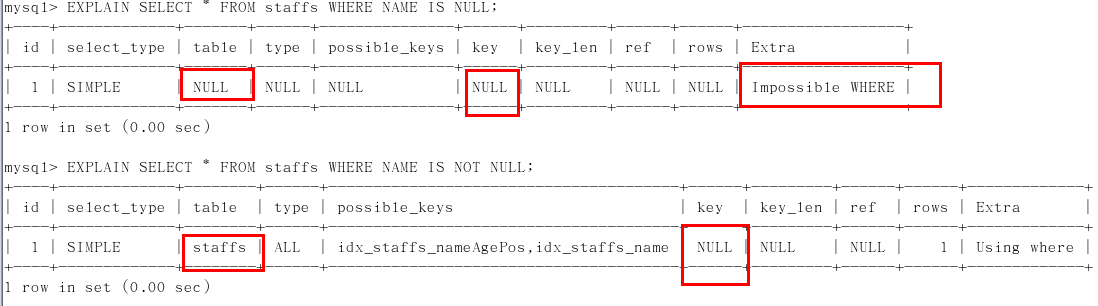 mysql> EXPLAIN SELECT * FROM staffs WHERE NAME IS NULL;
+----+-------------+-------+------+---------------+------+---------+------+------+------------------+
| id | select_type | table | type | possible_keys | key | key_len | ref | rows | Extra |
+----+-------------+-------+------+---------------+------+---------+------+------+------------------+
| 1 | SIMPLE | NULL | NULL | NULL | NULL | NULL | NULL | NULL | Impossible WHERE |
+----+-------------+-------+------+---------------+------+---------+------+------+------------------+
1 row in set (0.00 sec)
mysql> EXPLAIN SELECT * FROM staffs WHERE NAME IS NOT NULL;
+----+-------------+--------+------+---------------------------------------+------+---------+------+------+-------------+
| id | select_type | table | type | possible_keys | key | key_len | ref | rows | Extra |
+----+-------------+--------+------+---------------------------------------+------+---------+------+------+-------------+
| 1 | SIMPLE | staffs | ALL | idx_staffs_nameAgePos,idx_staffs_name | NULL | NULL | NULL | 1 | Using where |
+----+-------------+--------+------+---------------------------------------+------+---------+------+------+-------------+
1 row in set (0.00 sec)